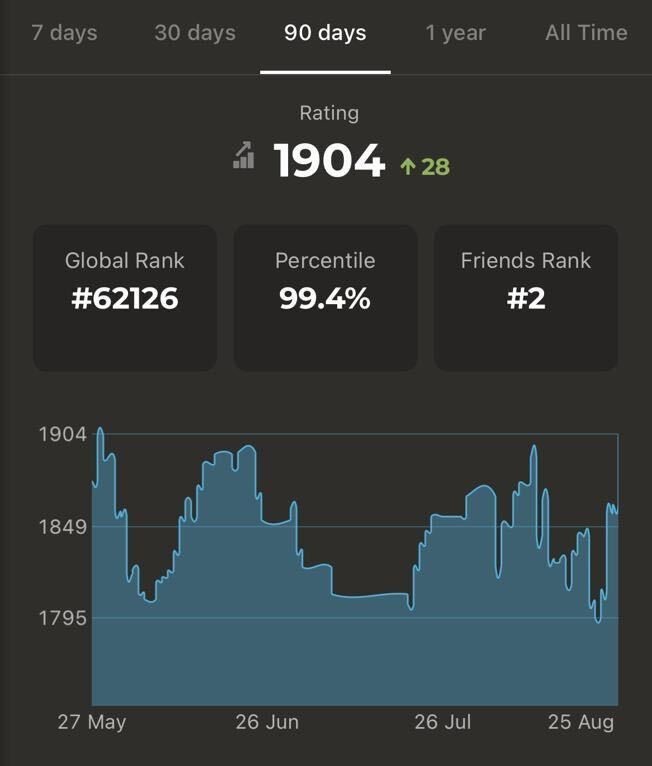 7 days 30 days 90 days 1 year All Time
Rating
1904 ↑ 28
Global Rank Percentile Friends Rank
#62126 99.4% #2
1904
1849
1795
27 May 26 Jun 26 Jul 25 Aug